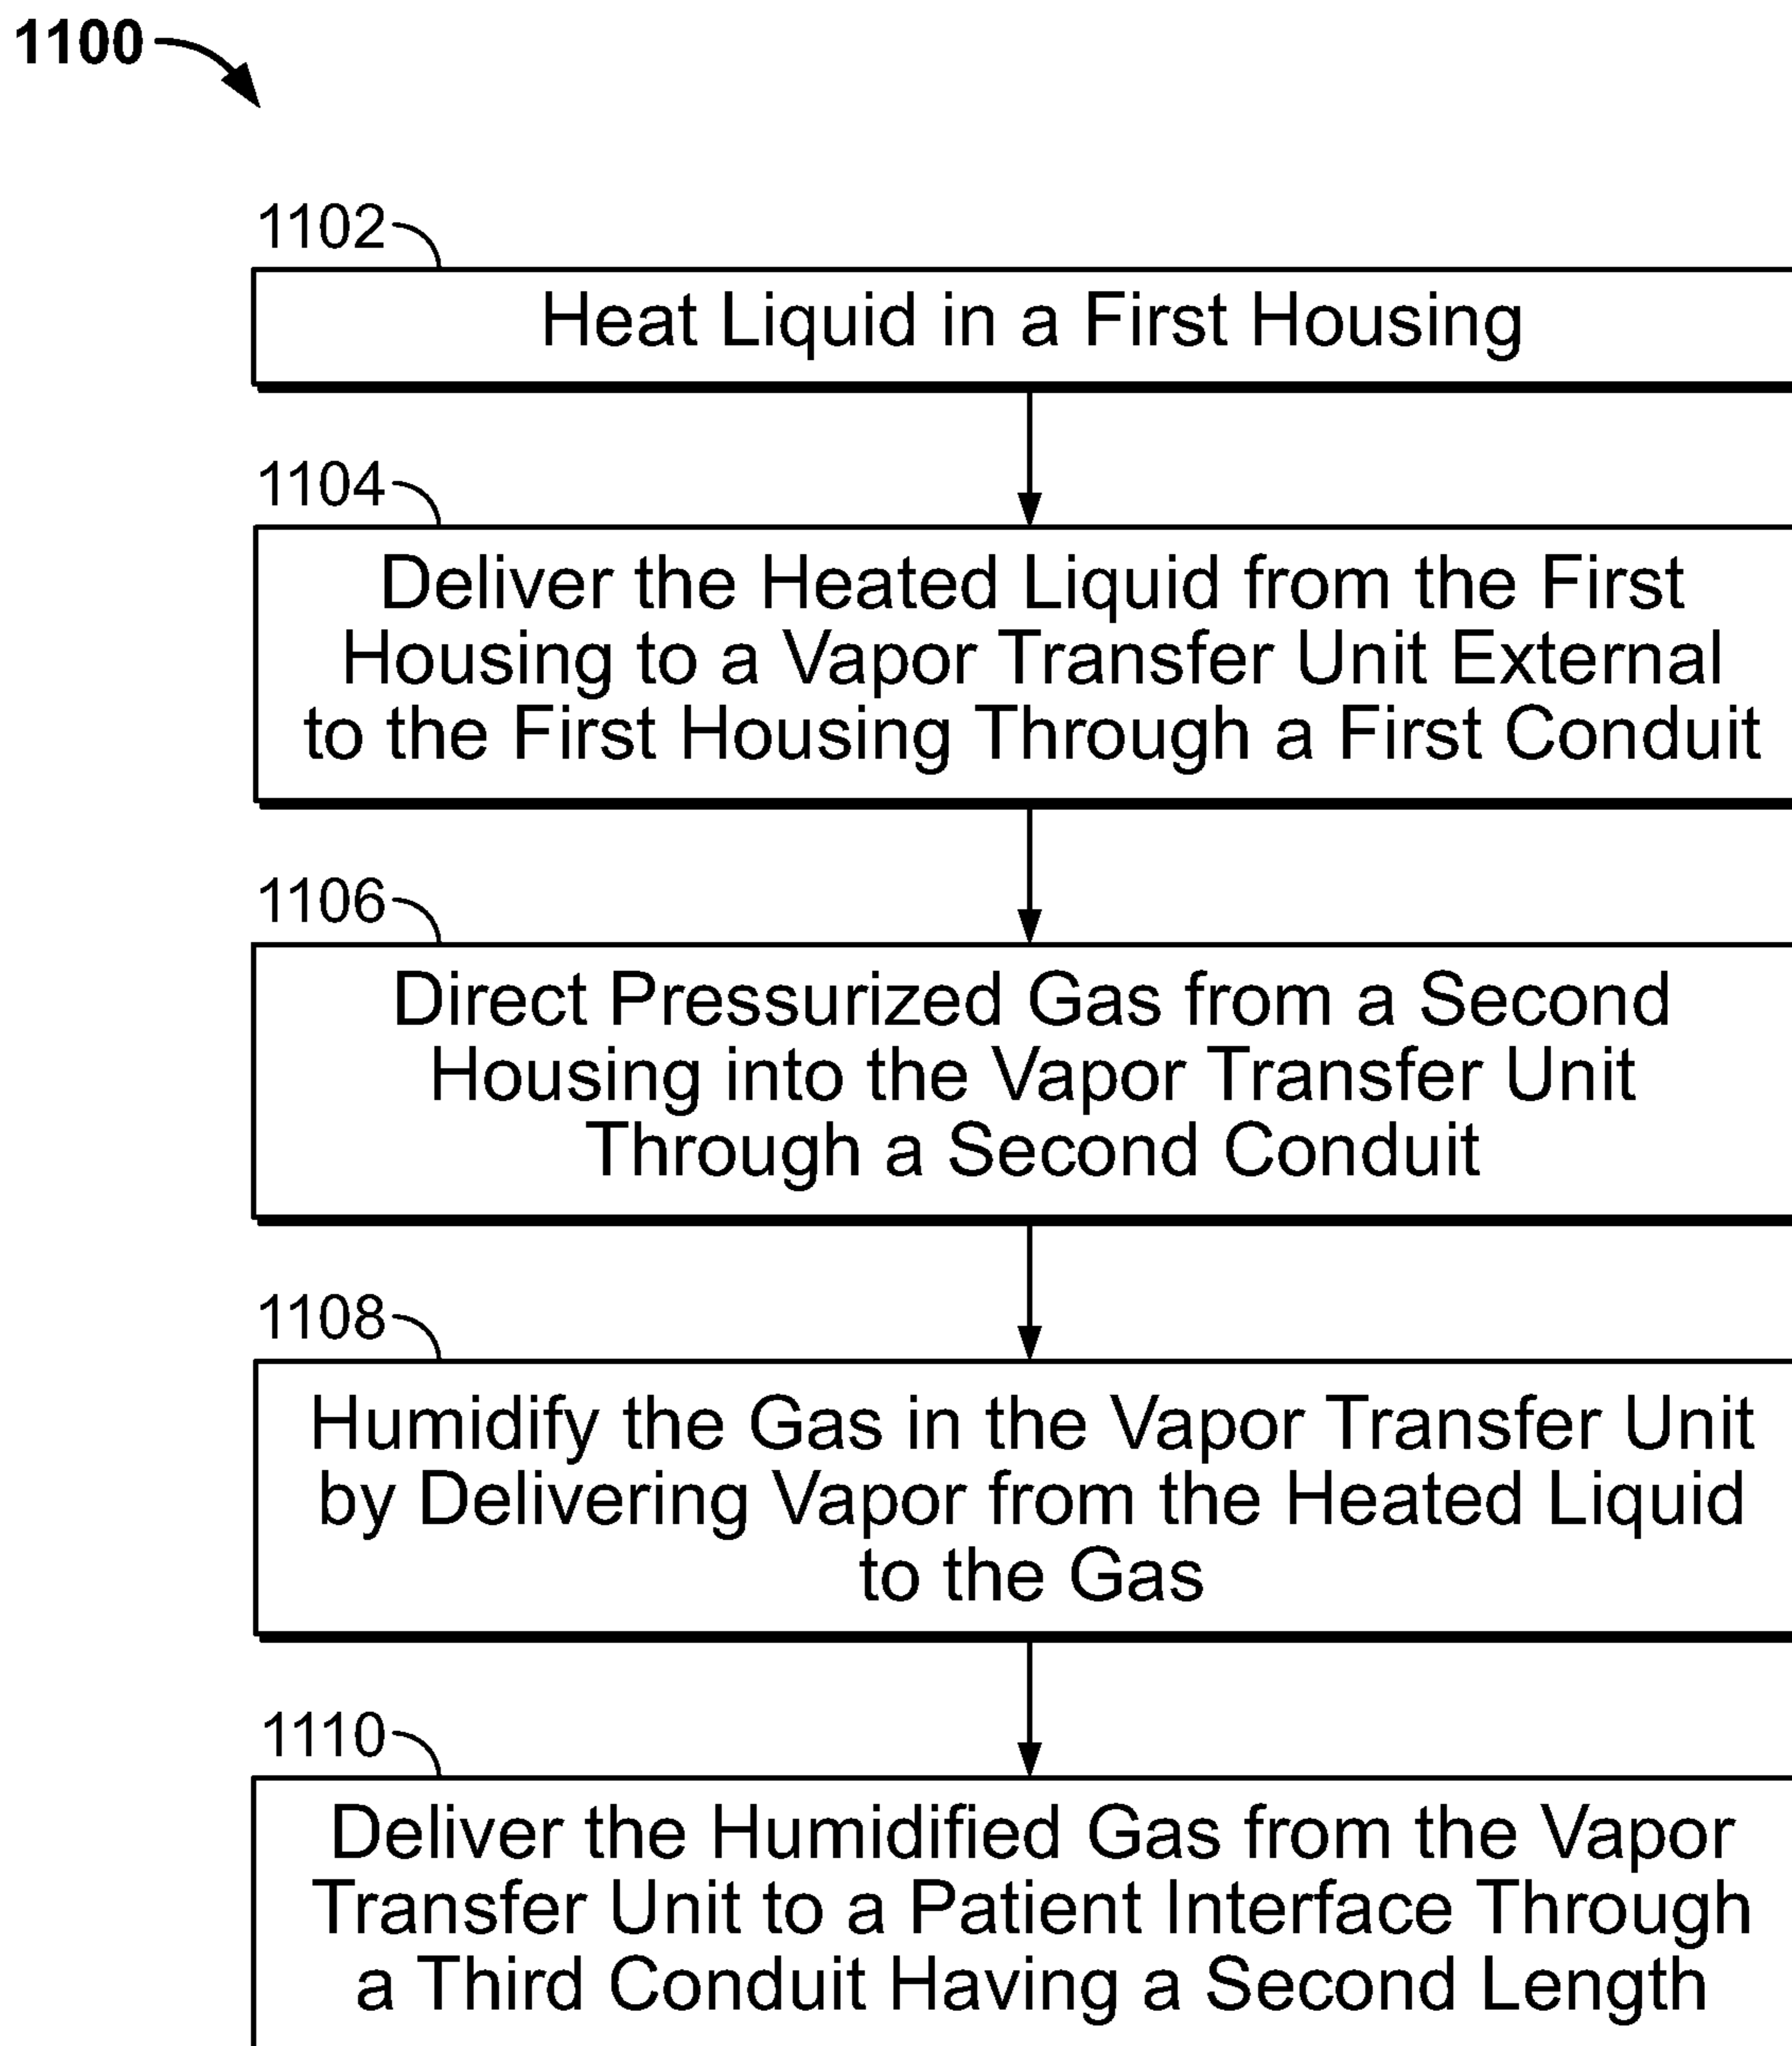 1100
1102
Heat Liquid in a First Housing
1104
Deliver the Heated Liquid from the First
Housing to a Vapor Transfer Unit External
to the First Housing Through a First Conduit
1106
Direct Pressurized Gas from a Second
Housing into the Vapor Transfer Unit
Through a Second Conduit
1108
Humidify the Gas in the Vapor Transfer Unit
by Delivering Vapor from the Heated Liquid
to the Gas
1110
Deliver the Humidified Gas from the Vapor
Transfer Unit to a Patient Interface Through
a Third Conduit Having a Second Length